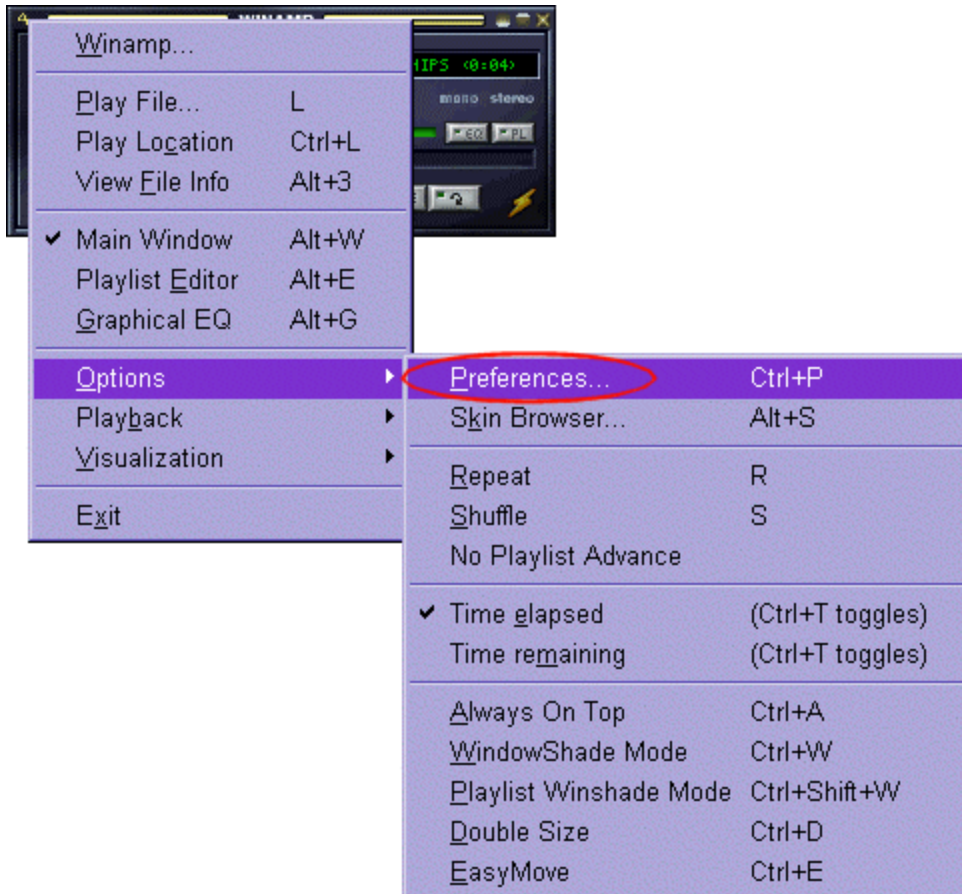 WINAMP
HIPS <0:04>
mono stereo
EQ PL
Winamp...
Play File... L
Play Location Ctrl+L
View File Info Alt+3
Main Window Alt+W
Playlist Editor Alt+E
Graphical EQ Alt+G
Options
Playback
Visualization
Exit
Preferences... Ctrl+P
Skin Browser... Alt+S
Repeat R
Shuffle S
No Playlist Advance
Time elapsed (Ctrl+T toggles)
Time remaining (Ctrl+T toggles)
Always On Top Ctrl+A
WindowShade Mode Ctrl+W
Playlist Winshade Mode Ctrl+Shift+W
Double Size Ctrl+D
EasyMove Ctrl+E